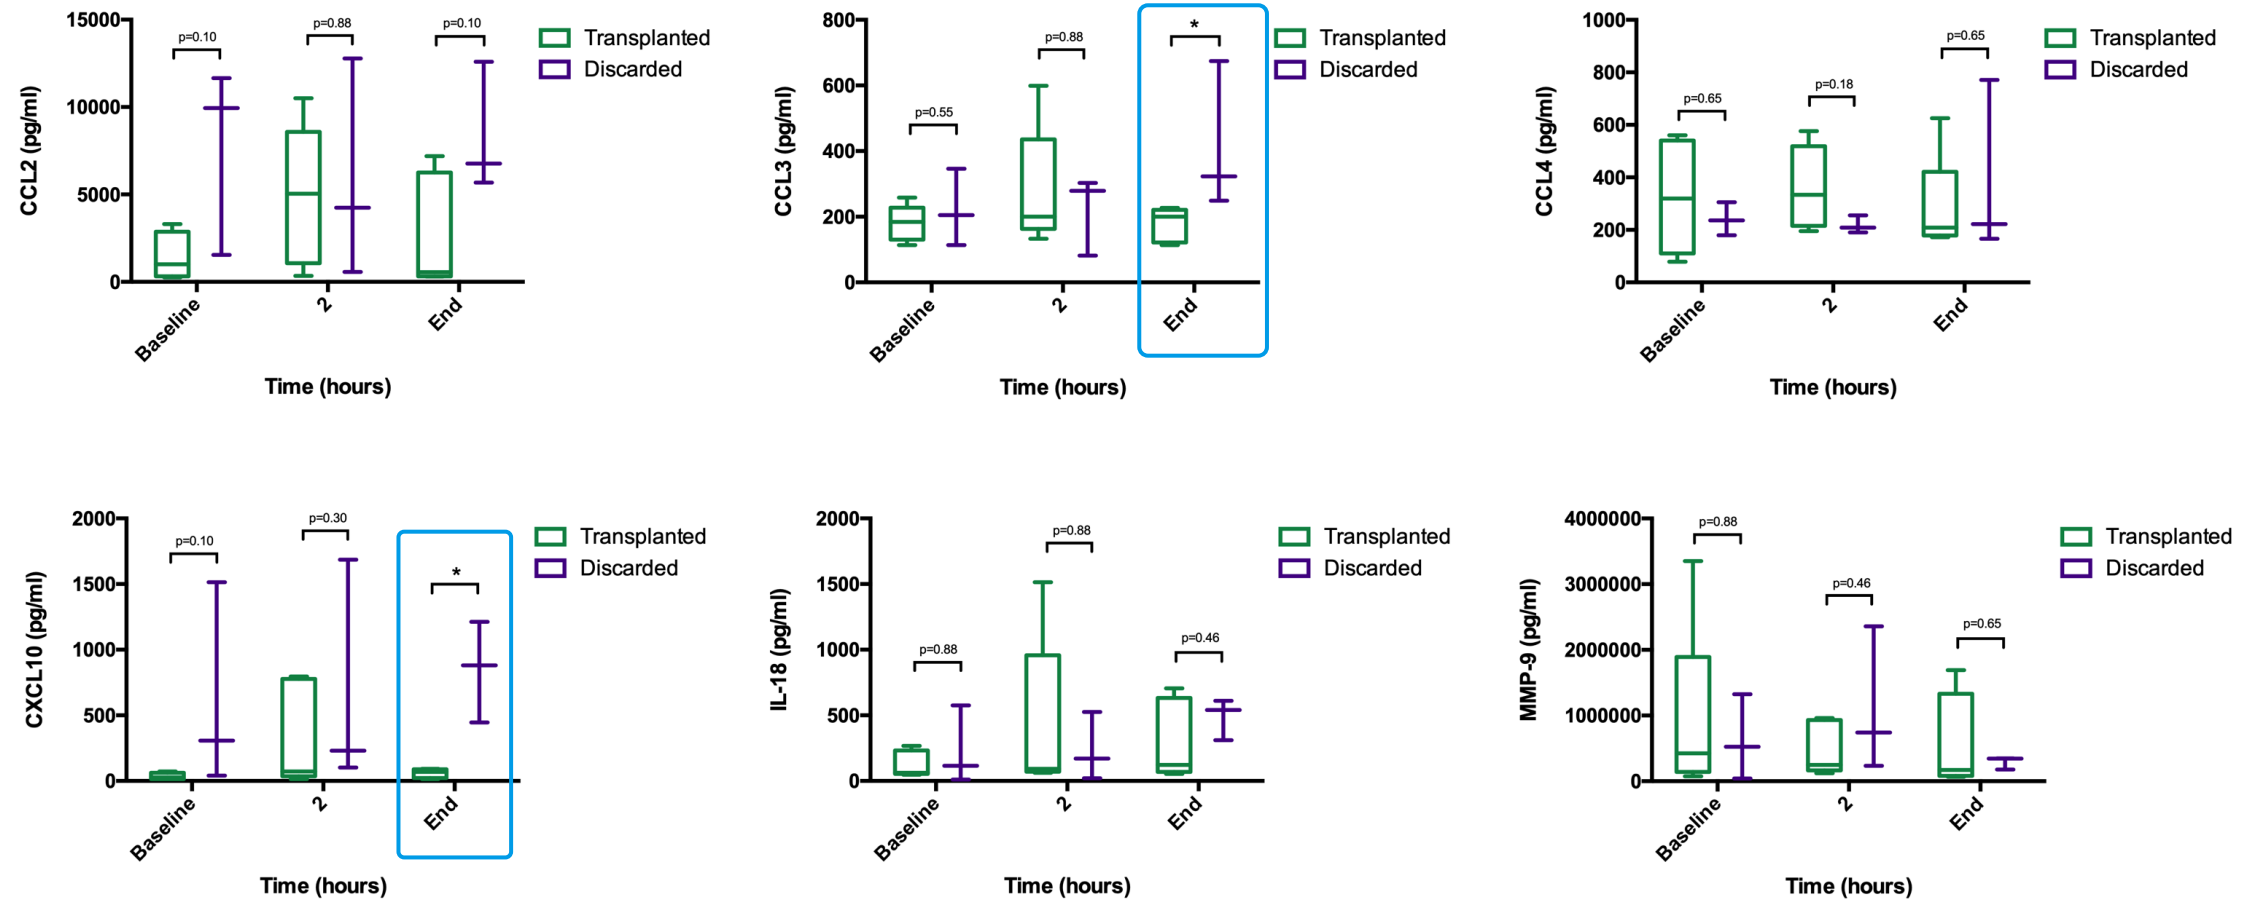 CCL2 (pg/ml)
15000
10000
5000
0
p=0.10
p=0.88
p=0.10
Transplanted
Discarded
Baseline
2
End
Time (hours)
CCL3 (pg/ml)
800
600
400
200
0
p=0.55
p=0.88
*
Transplanted
Discarded
Baseline
2
End
Time (hours)
CCL4 (pg/ml)
1000
800
600
400
200
0
p=0.65
p=0.18
p=0.65
Transplanted
Discarded
Baseline
2
End
Time (hours)
CXCL10 (pg/ml)
2000
1500
1000
500
0
p=0.10
p=0.30
*
Transplanted
Discarded
Baseline
2
End
Time (hours)
IL-18 (pg/ml)
2000
1500
1000
500
0
p=0.88
p=0.88
p=0.46
Transplanted
Discarded
Baseline
2
End
Time (hours)
MMP-9 (pg/ml)
4000000
3000000
2000000
1000000
0
p=0.88
p=0.46
p=0.65
Transplanted
Discarded
Baseline
2
End
Time (hours)